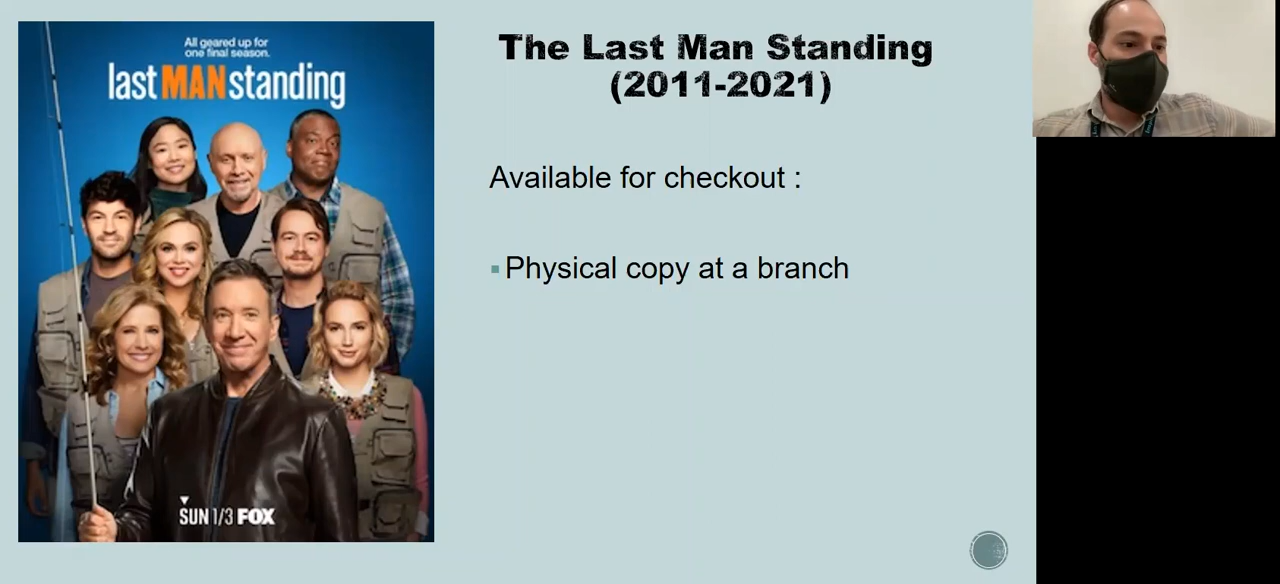 All geared up for
one final season.
last MAN standing
SUN 1/3 FOX
The Last Man Standing
(2011-2021)
Available for checkout :
Physical copy at a branch